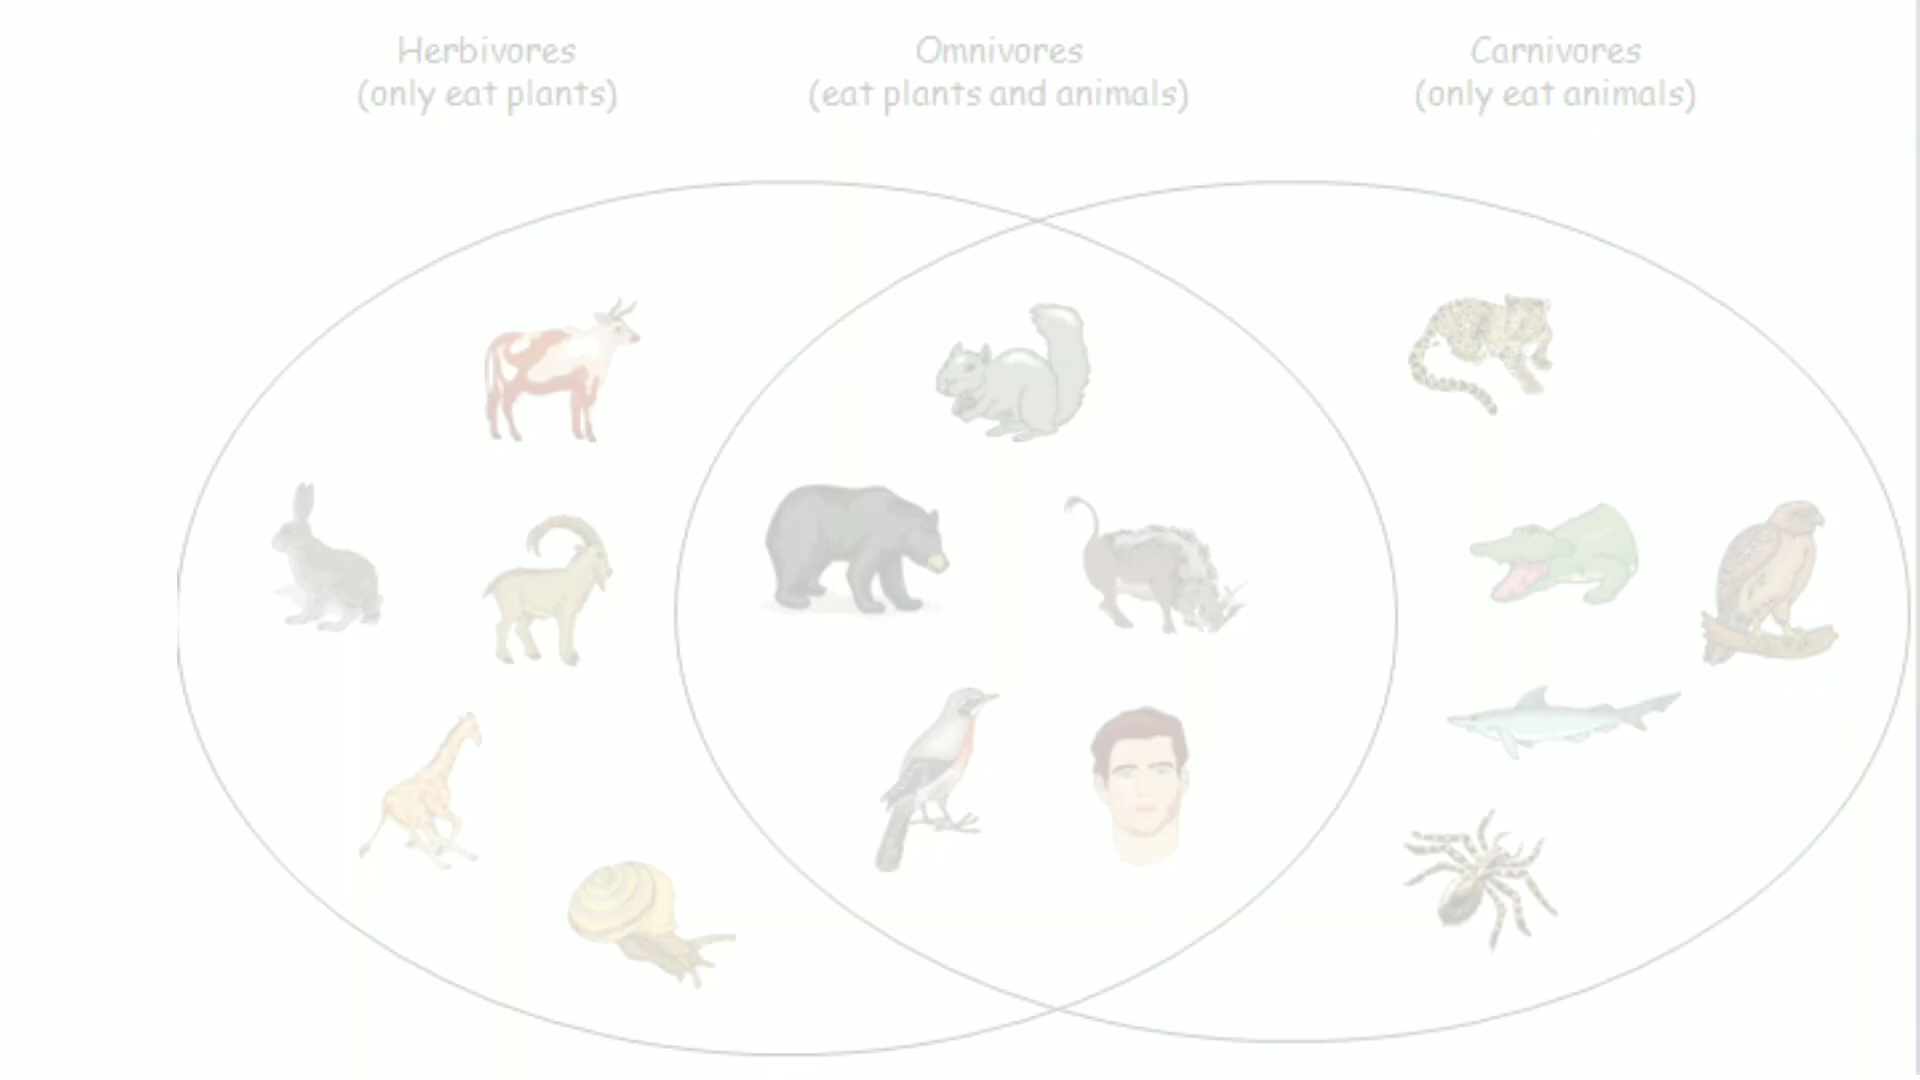 Herbivores
(only eat plants)
Omnivores
(eat plants and animals)
Carnivores
(only eat animals)